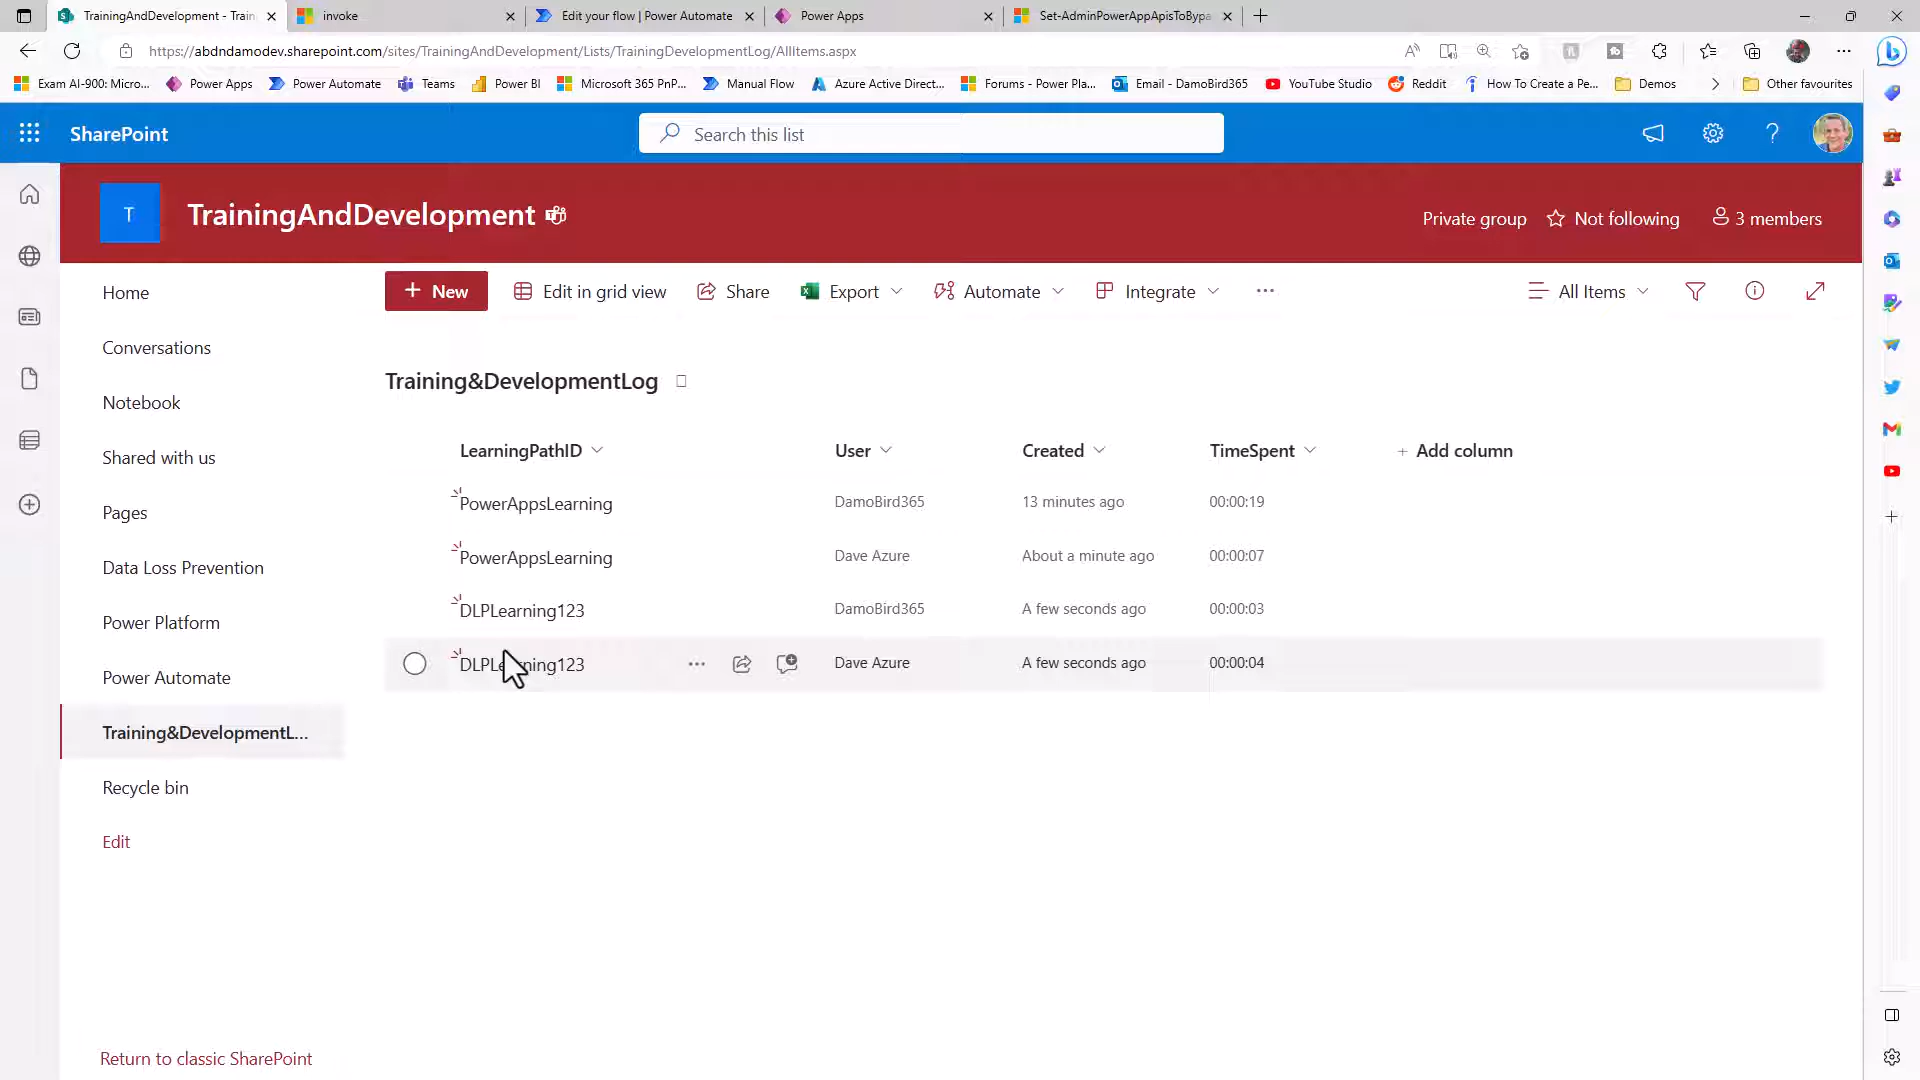 TrainingAndDevelopment - Train
invoke
Edit your flow | Power Automate
Power Apps
Set-AdminPowerAppApisToBypa
https://abdndamodev.sharepoint.com/sites/TrainingAndDevelopment/Lists/TrainingDevelopmentLog/AllItems.aspx
Exam AI-900: Micro...
Power Apps
Power Automate
Teams
Power BI
Microsoft 365 PnP...
Manual Flow
Azure Active Direct...
Forums - Power Pla...
Email - DamoBird365
YouTube Studio
Reddit
How To Create a Pe...
Demos
Other favourites
SharePoint
Search this list
T
TrainingAndDevelopment
Private group
Not following
3 members
Home
Conversations
Notebook
Shared with us
Pages
Data Loss Prevention
Power Platform
Power Automate
Training&DevelopmentL...
Recycle bin
Edit
Return to classic SharePoint
+ New
Edit in grid view
Share
Export
Automate
Integrate
...
All Items
Training&DevelopmentLog
LearningPathID User Created TimeSpent + Add column
PowerAppsLearning DamoBird365 13 minutes ago 00:00:19
PowerAppsLearning Dave Azure About a minute ago 00:00:07
DLPLearning123 DamoBird365 A few seconds ago 00:00:03
DLPLearning123 Dave Azure A few seconds ago 00:00:04